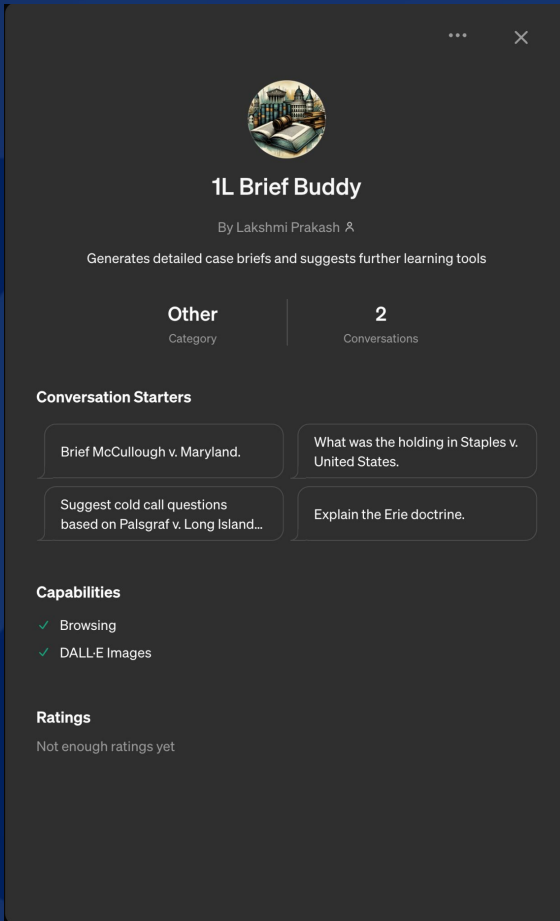 1L Brief Buddy
By Lakshmi Prakash
Generates detailed case briefs and suggests further learning tools
Other
Category
2
Conversations
Conversation Starters
Brief McCullough v. Maryland.
What was the holding in Staples v.
United States.
Suggest cold call questions
based on Palsgraf v. Long Island...
Explain the Erie doctrine.
Capabilities
Browsing
DALL·E Images
Ratings
Not enough ratings yet